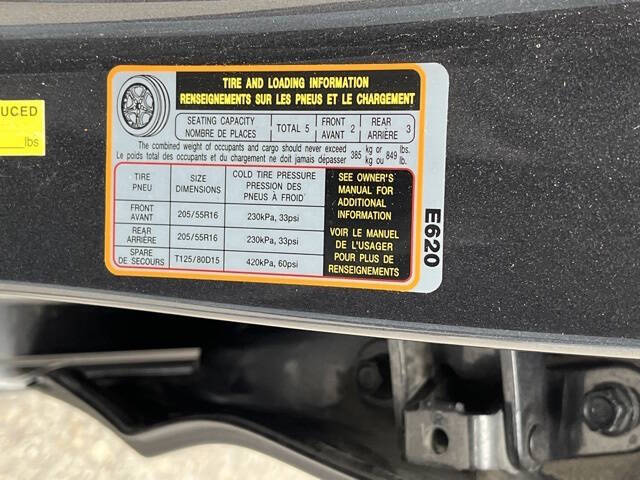 UCED
lbs
TIRE AND LOADING INFORMATION
RENSEIGNEMENTS SUR LES PNEUS ET LE CHARGEMENT
SEATING CAPACITY
NOMBRE DE PLACES
TOTAL 5
FRONT
AVANT 2
REAR
ARRIÈRE 3
The combined weight of occupants and cargo should never exceed 385 kg or 849 lbs.
Le poids total des occupants et du chargement ne doit jamais dépasser 385 kg ou 849 lb.
TIRE
PNEU
SIZE
DIMENSIONS
COLD TIRE PRESSURE
PRESSION DES
PNEUS À FROID
FRONT
AVANT
205/55R16
230kPa, 33psi
REAR
ARRIÈRE
205/55R16
230kPa, 33psi
SPARE
DE SECOURS
T125/80D15
420kPa, 60psi
SEE OWNER'S
MANUAL FOR
ADDITIONAL
INFORMATION
VOIR LE MANUEL
DE L'USAGER
POUR PLUS DE
RENSEIGNEMENTS
E620